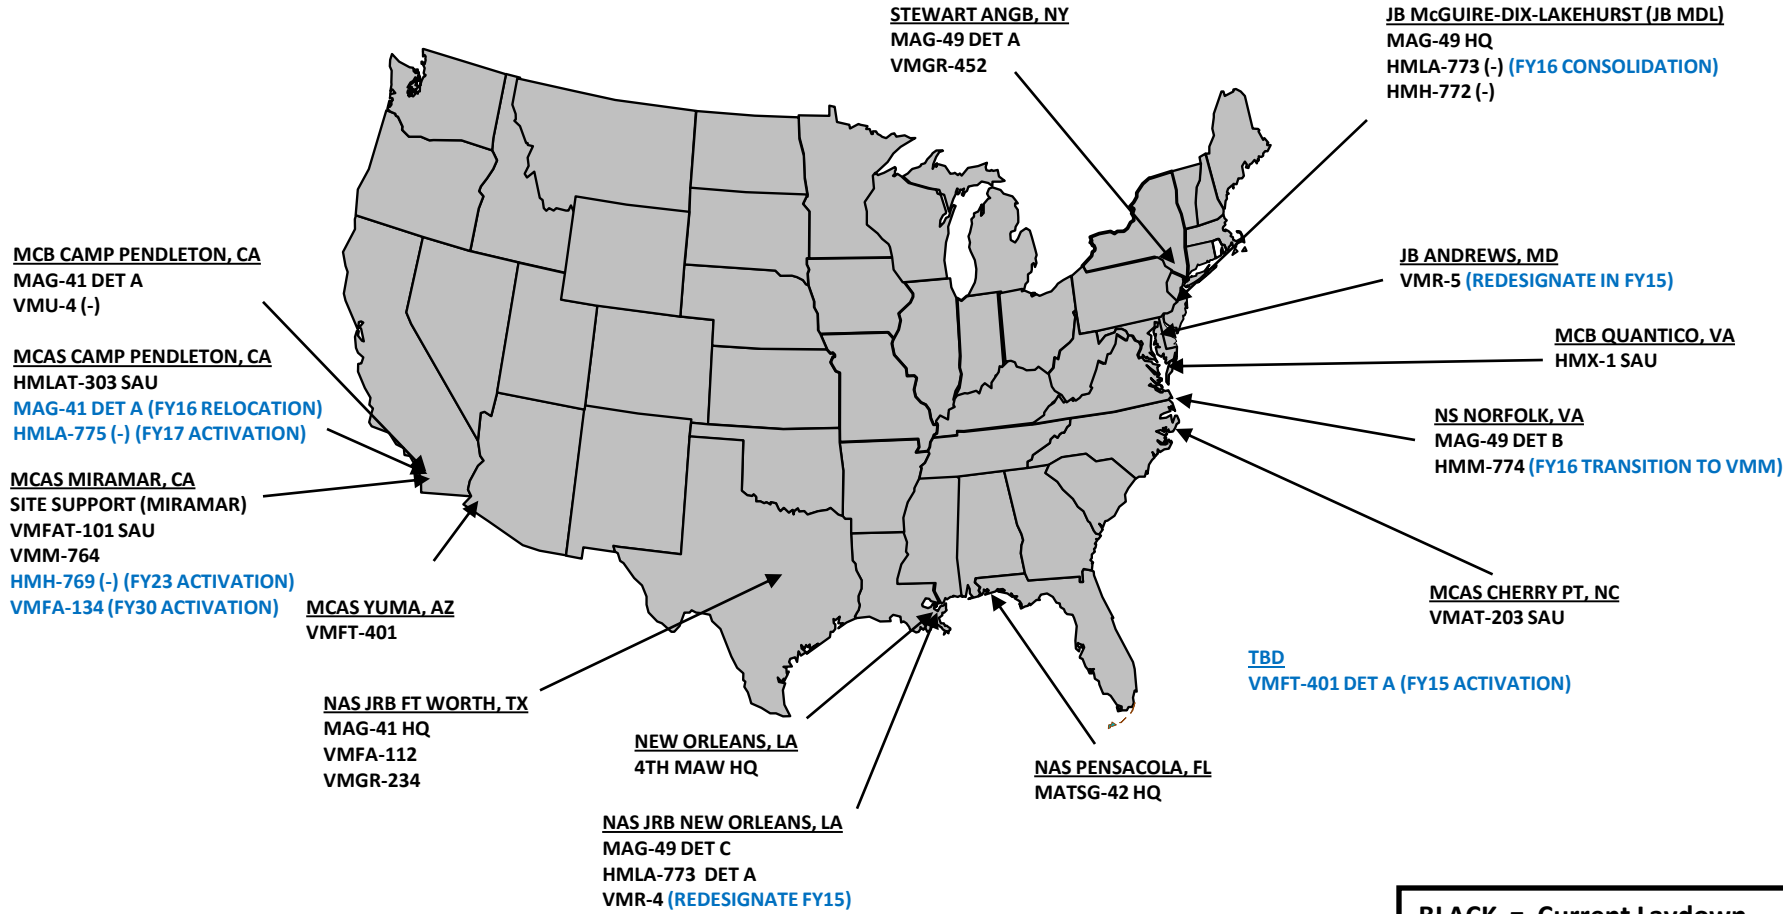 STEWART ANGB, NY
MAG-49 DET A
VMGR-452
JB McGUIRE-DIX-LAKEHURST (JB MDL)
MAG-49 HQ
HMLA-773 (-) (FY16 CONSOLIDATION)
HMH-772 (-)
MCB CAMP PENDLETON, CA
MAG-41 DET A
VMU-4 (-)
JB ANDREWS, MD
VMR-5 (REDESIGNATE IN FY15)
MCB QUANTICO, VA
HMX-1 SAU
MCAS CAMP PENDLETON, CA
HMLAT-303 SAU
MAG-41 DET A (FY16 RELOCATION)
HMLA-775 (-) (FY17 ACTIVATION)
NS NORFOLK, VA
MAG-49 DET B
HMM-774 (FY16 TRANSITION TO VMM)
MCAS MIRAMAR, CA
SITE SUPPORT (MIRAMAR)
VMFAT-101 SAU
VMM-764
HMH-769 (-) (FY23 ACTIVATION)
VMFA-134 (FY30 ACTIVATION)
MCAS YUMA, AZ
VMFT-401
MCAS CHERRY PT, NC
VMAT-203 SAU
TBD
VMFT-401 DET A (FY15 ACTIVATION)
NAS JRB FT WORTH, TX
MAG-41 HQ
VMFA-112
VMGR-234
NEW ORLEANS, LA
4TH MAW HQ
NAS PENSACOLA, FL
MATSG-42 HQ
NAS JRB NEW ORLEANS, LA
MAG-49 DET C
HMLA-773 DET A
VMR-4 (REDESIGNATE FY15)
BLACK = Current Laydown